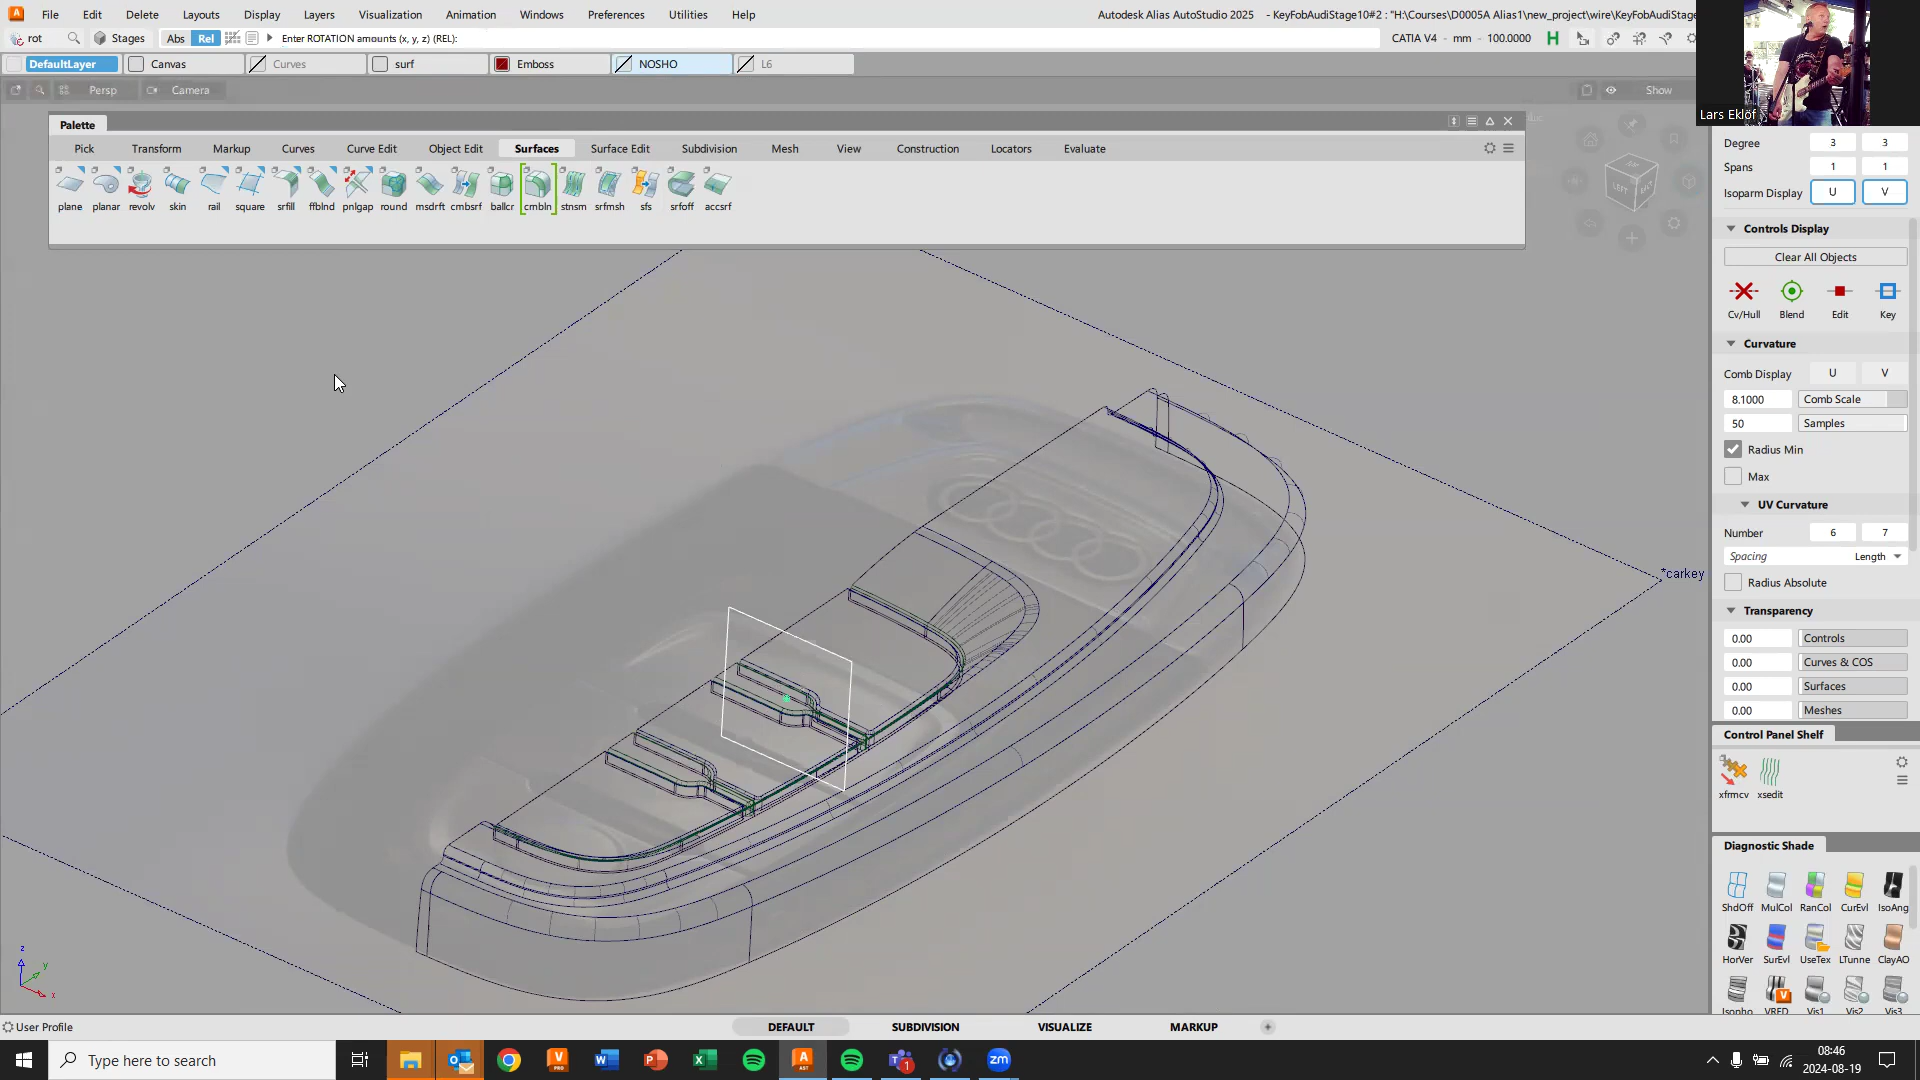 File Edit Delete Layouts Display Layers Visualization Animation Windows Preferences Utilities Help
Autodesk Alias AutoStudio 2025 - KeyFobAudiStage10#2 : "H:\Courses\D0005A Alias1\new_project\wire\KeyFobAudiStage
rot Stages Abs Rel Enter ROTATION amounts (x, y, z) (REL):
CATIA V4 - mm - 100.0000 H
DefaultLayer Canvas Curves surf Emboss NOSHO L6
Persp Camera Show
Lars Eklöf
Palette
Pick Transform Markup Curves Curve Edit Object Edit Surfaces Surface Edit Subdivision Mesh View Construction Locators Evaluate
plane planar revolv skin rail square srfill ffblnd pnlgap round msdrft cmbsrf ballcr crnbln stnsm srfmsh sfs srfoff accsrf
LEFT
Degree 3 3
Spans 1 1
Isoparm Display U V
Controls Display
Clear All Objects
Cv/Hull Blend Edit Key
Curvature
Comb Display U V
8.1000 Comb Scale
50 Samples
Radius Min
Max
UV Curvature
Number 6 7
Spacing Length
Radius Absolute
Transparency
0.00 Controls
0.00 Curves & COS
0.00 Surfaces
0.00 Meshes
*carkey
Control Panel Shelf
xfrmcv xsedit
Diagnostic Shade
ShdOff MulCol RanCol CurEvl IsoAng
HorVer SurEvl UseTex LTunne ClayAO
Isopho VRED Vis1 Vis2 Vis3
z
y
x
User Profile
DEFAULT SUBDIVISION VISUALIZE MARKUP
Type here to search
08:46
2024-08-19